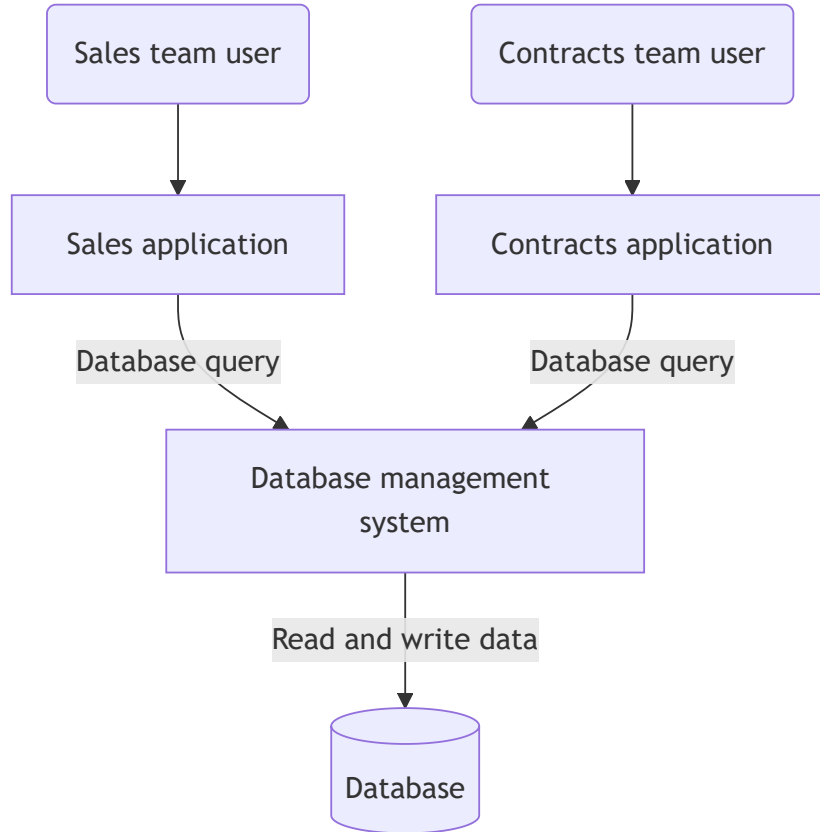 Sales team user
Contracts team user
Sales application
Contracts application
Database query
Database query
Database management
system
Read and write data
Database